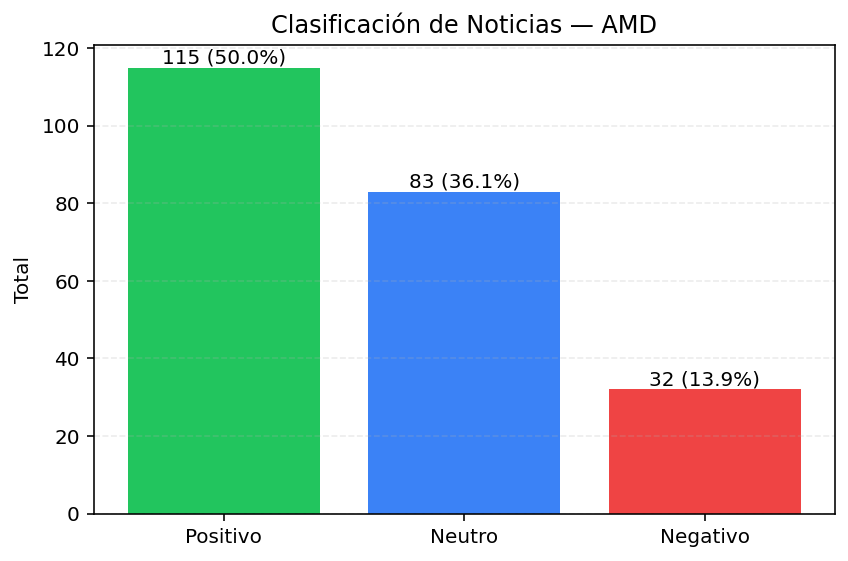 Clasificación de Noticias — AMD
Total
120
100
80
60
40
20
0
115 (50.0%)
83 (36.1%)
32 (13.9%)
Positivo
Neutro
Negativo